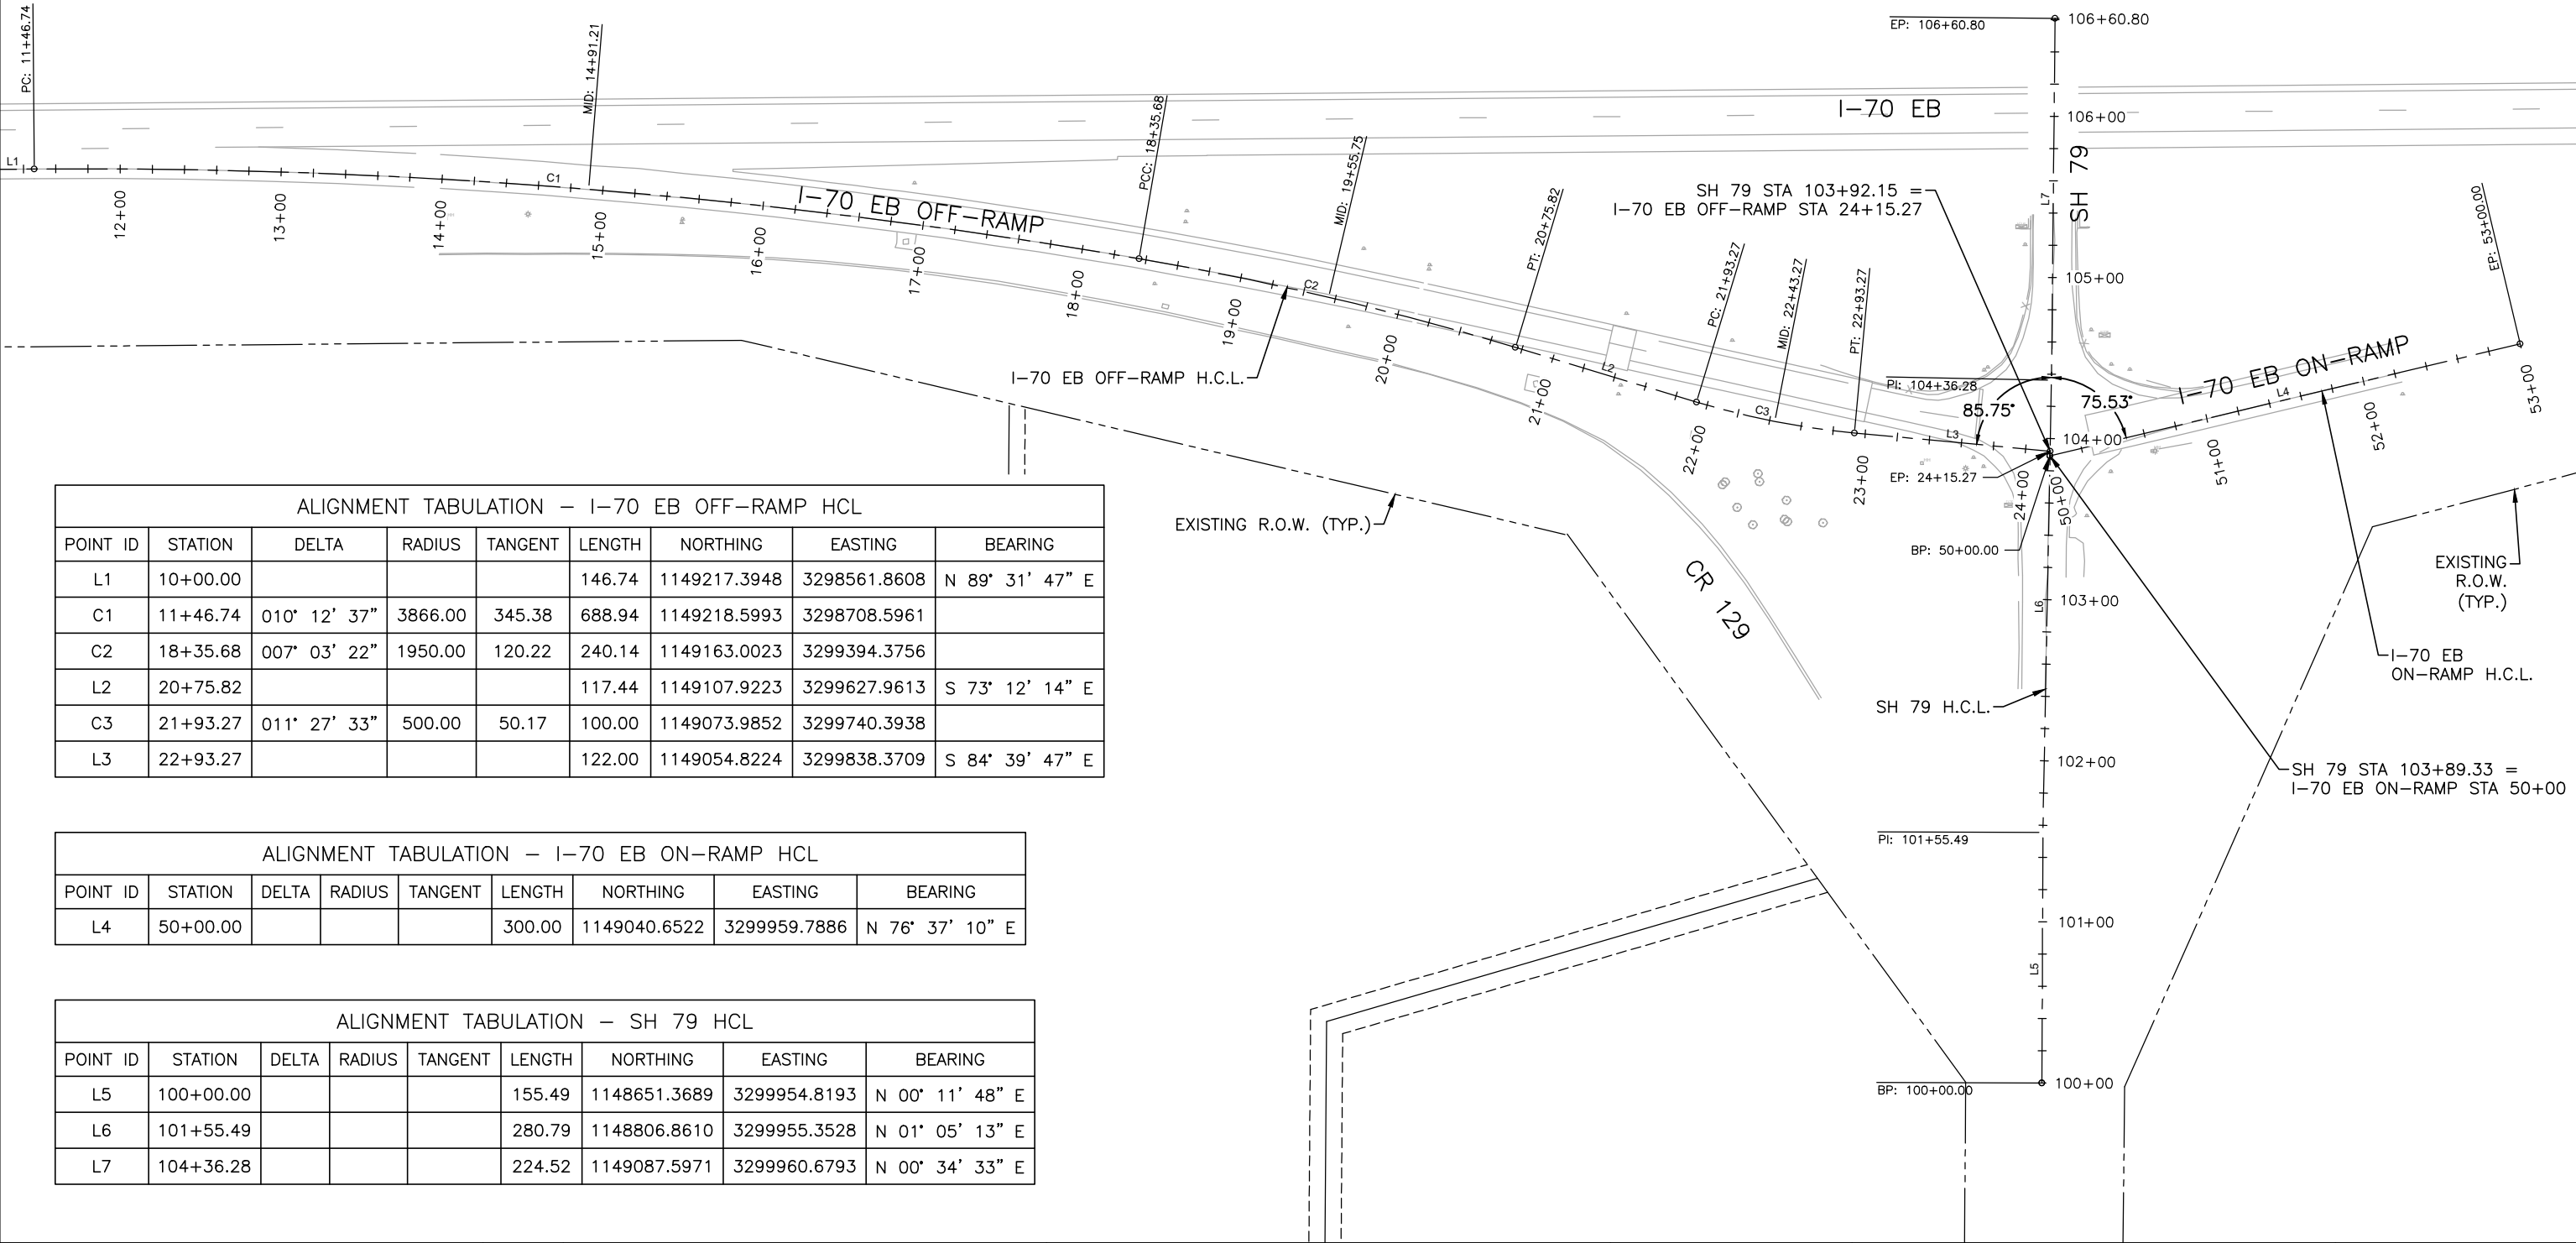 PC: 11+46.74
MID: 14+91.21
PCC: 18+35.68
MID: 19+55.75
PT: 20+75.82
PC: 21+93.27
MID: 22+43.27
PT: 22+93.27
EP: 106+60.80
106+60.80
I-70 EB
106+00
SH 79
L7
105+00
SH 79 STA 103+92.15 =
I-70 EB OFF-RAMP STA 24+15.27
EP: 53+00.00
L1
C1
I-70 EB OFF-RAMP
12+00
13+00
14+00
15+00
16+00
17+00
18+00
19+00
20+00
21+00
22+00
23+00
24+00
50+00
51+00
52+00
53+00
C2
L2
C3
L3
I-70 EB OFF-RAMP H.C.L.
PI: 104+36.28
85.75°
75.53°
I-70 EB ON-RAMP
L4
104+00
EP: 24+15.27
BP: 50+00.00
EXISTING R.O.W. (TYP.)
CR 129
EXISTING
R.O.W.
(TYP.)
103+00
L6
I-70 EB
ON-RAMP H.C.L.
SH 79 H.C.L.
102+00
SH 79 STA 103+89.33 =
I-70 EB ON-RAMP STA 50+00
PI: 101+55.49
101+00
L5
100+00
BP: 100+00.00
ALIGNMENT TABULATION - I-70 EB OFF-RAMP HCL
POINT ID STATION DELTA RADIUS TANGENT LENGTH NORTHING EASTING BEARING
L1 10+00.00 146.74 1149217.3948 3298561.8608 N 89° 31' 47" E
C1 11+46.74 010° 12' 37" 3866.00 345.38 688.94 1149218.5993 3298708.5961
C2 18+35.68 007° 03' 22" 1950.00 120.22 240.14 1149163.0023 3299394.3756
L2 20+75.82 117.44 1149107.9223 3299627.9613 S 73° 12' 14" E
C3 21+93.27 011° 27' 33" 500.00 50.17 100.00 1149073.9852 3299740.3938
L3 22+93.27 122.00 1149054.8224 3299838.3709 S 84° 39' 47" E
ALIGNMENT TABULATION - I-70 EB ON-RAMP HCL
POINT ID STATION DELTA RADIUS TANGENT LENGTH NORTHING EASTING BEARING
L4 50+00.00 300.00 1149040.6522 3299959.7886 N 76° 37' 10" E
ALIGNMENT TABULATION - SH 79 HCL
POINT ID STATION DELTA RADIUS TANGENT LENGTH NORTHING EASTING BEARING
L5 100+00.00 155.49 1148651.3689 3299954.8193 N 00° 11' 48" E
L6 101+55.49 280.79 1148806.8610 3299955.3528 N 01° 05' 13" E
L7 104+36.28 224.52 1149087.5971 3299960.6793 N 00° 34' 33" E